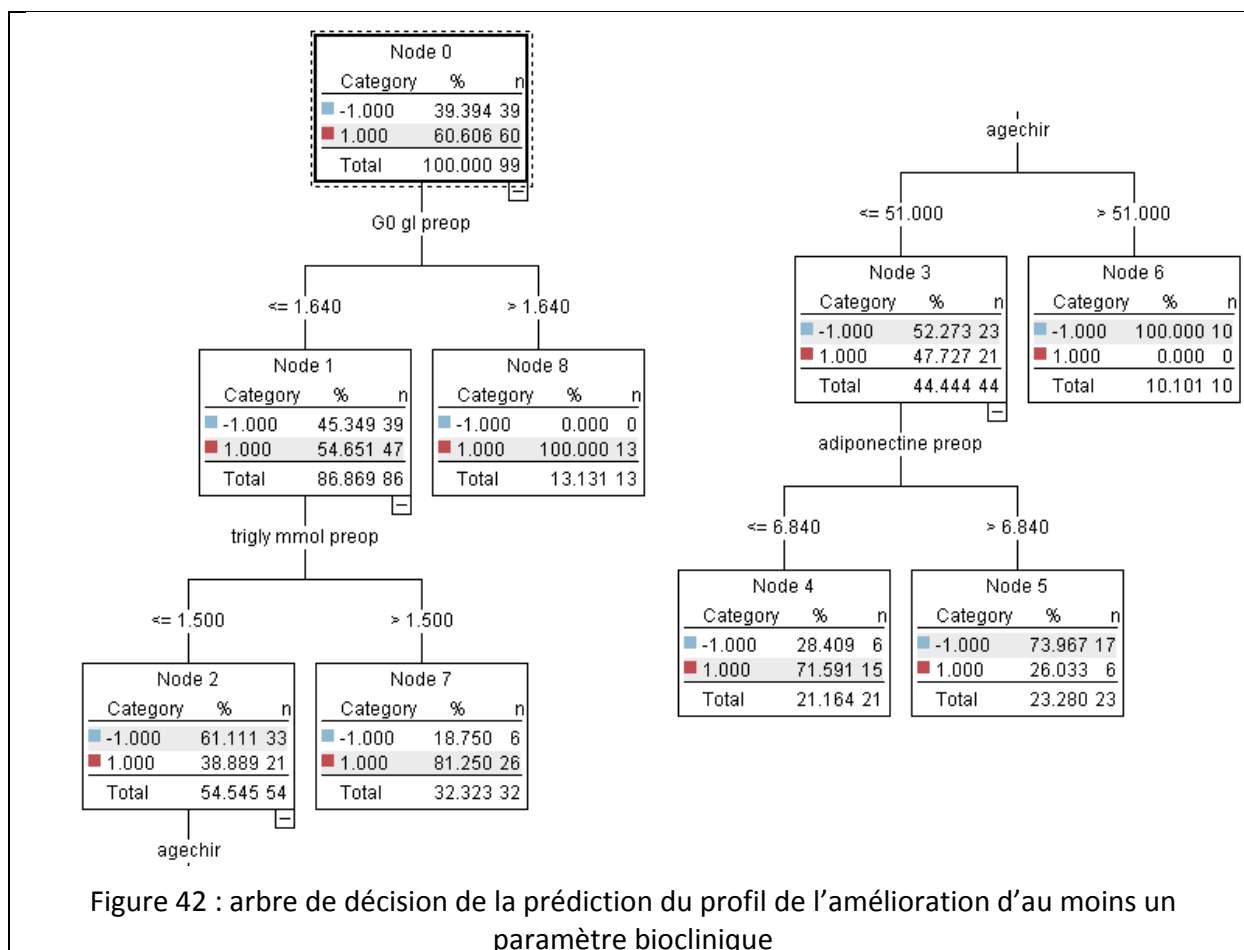 Node 0
Category % n
-1.000 39.394 39
1.000 60.606 60
Total 100.000 99
G0 gl preop
<= 1.640 > 1.640
Node 1
Category % n
-1.000 45.349 39
1.000 54.651 47
Total 86.869 86
Node 8
Category % n
-1.000 0.000 0
1.000 100.000 13
Total 13.131 13
trigly mmol preop
<= 1.500 > 1.500
Node 2
Category % n
-1.000 61.111 33
1.000 38.889 21
Total 54.545 54
Node 7
Category % n
-1.000 18.750 6
1.000 81.250 26
Total 32.323 32
agechir
agechir
<= 51.000 > 51.000
Node 3
Category % n
-1.000 52.273 23
1.000 47.727 21
Total 44.444 44
Node 6
Category % n
-1.000 100.000 10
1.000 0.000 0
Total 10.101 10
adiponectine preop
<= 6.840 > 6.840
Node 4
Category % n
-1.000 28.409 6
1.000 71.591 15
Total 21.164 21
Node 5
Category % n
-1.000 73.967 17
1.000 26.033 6
Total 23.280 23
Figure 42 : arbre de décision de la prédiction du profil de l’amélioration d’au moins un
paramètre bioclinique